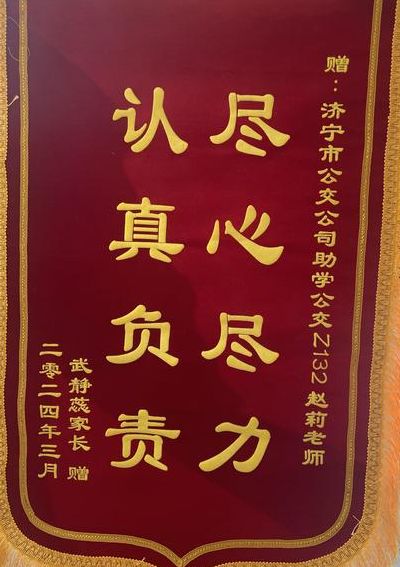 赠：济宁市公交公司助学公交Z132赵莉老师
尽心尽力
认真负责
武静蕊家长 赠
二零二四年三月